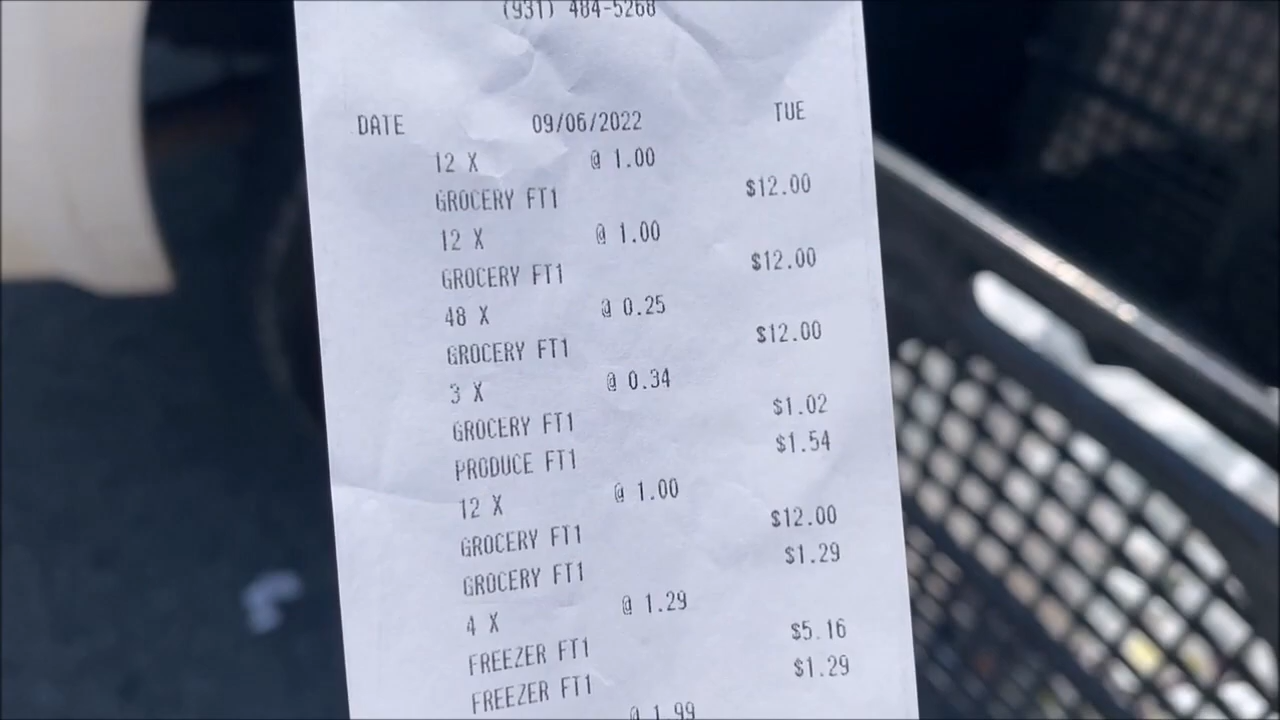 (931) 484-5268
DATE 09/06/2022 TUE
12 X @ 1.00
GROCERY FT1 $12.00
12 X @ 1.00
GROCERY FT1 $12.00
48 X @ 0.25
GROCERY FT1 $12.00
3 X @ 0.34
GROCERY FT1 $1.02
PRODUCE FT1 $1.54
12 X @ 1.00
GROCERY FT1 $12.00
GROCERY FT1 $1.29
4 X @ 1.29
FREEZER FT1 $5.16
FREEZER FT1 $1.29
@ 1.99